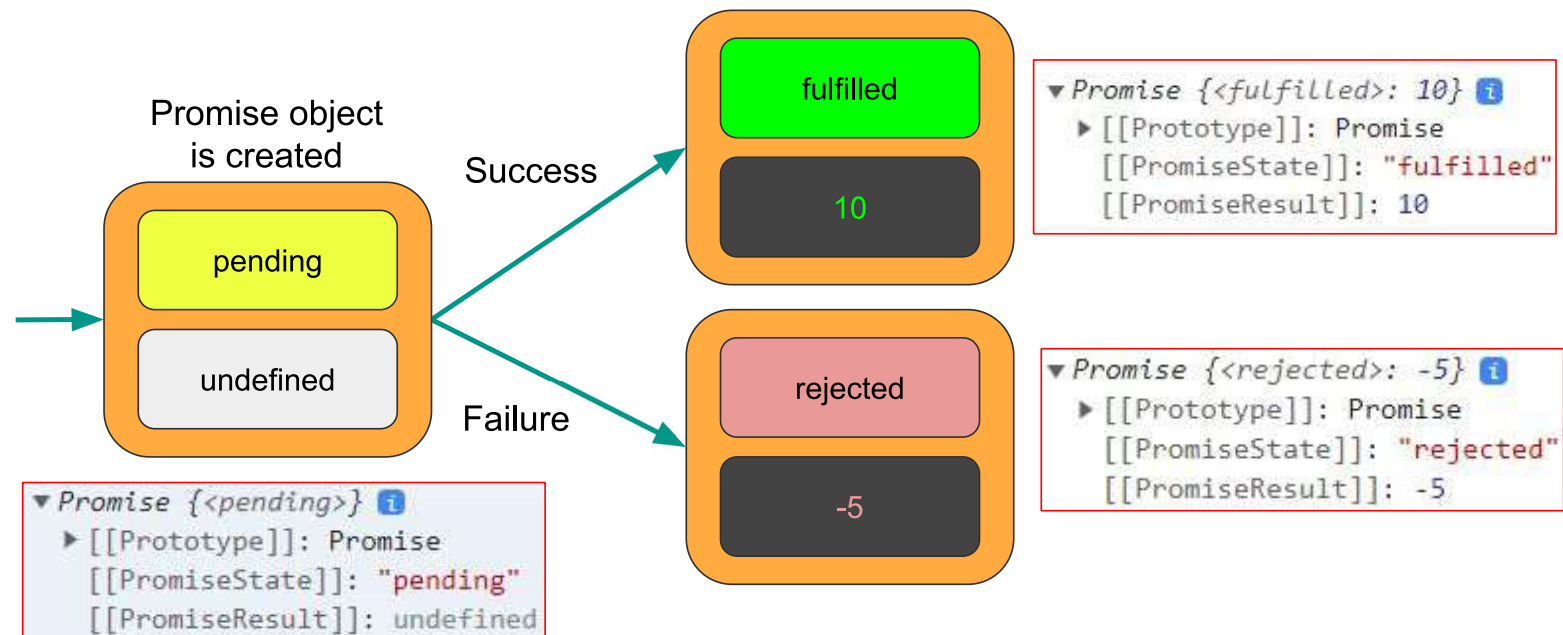 Promise object
is created
pending
undefined
▼ Promise {<pending>} i
▶ [[Prototype]]: Promise
[[PromiseState]]: "pending"
[[PromiseResult]]: undefined
Success
Failure
fulfilled
10
▼ Promise {<fulfilled>: 10} i
▶ [[Prototype]]: Promise
[[PromiseState]]: "fulfilled"
[[PromiseResult]]: 10
rejected
-5
▼ Promise {<rejected>: -5} i
▶ [[Prototype]]: Promise
[[PromiseState]]: "rejected"
[[PromiseResult]]: -5